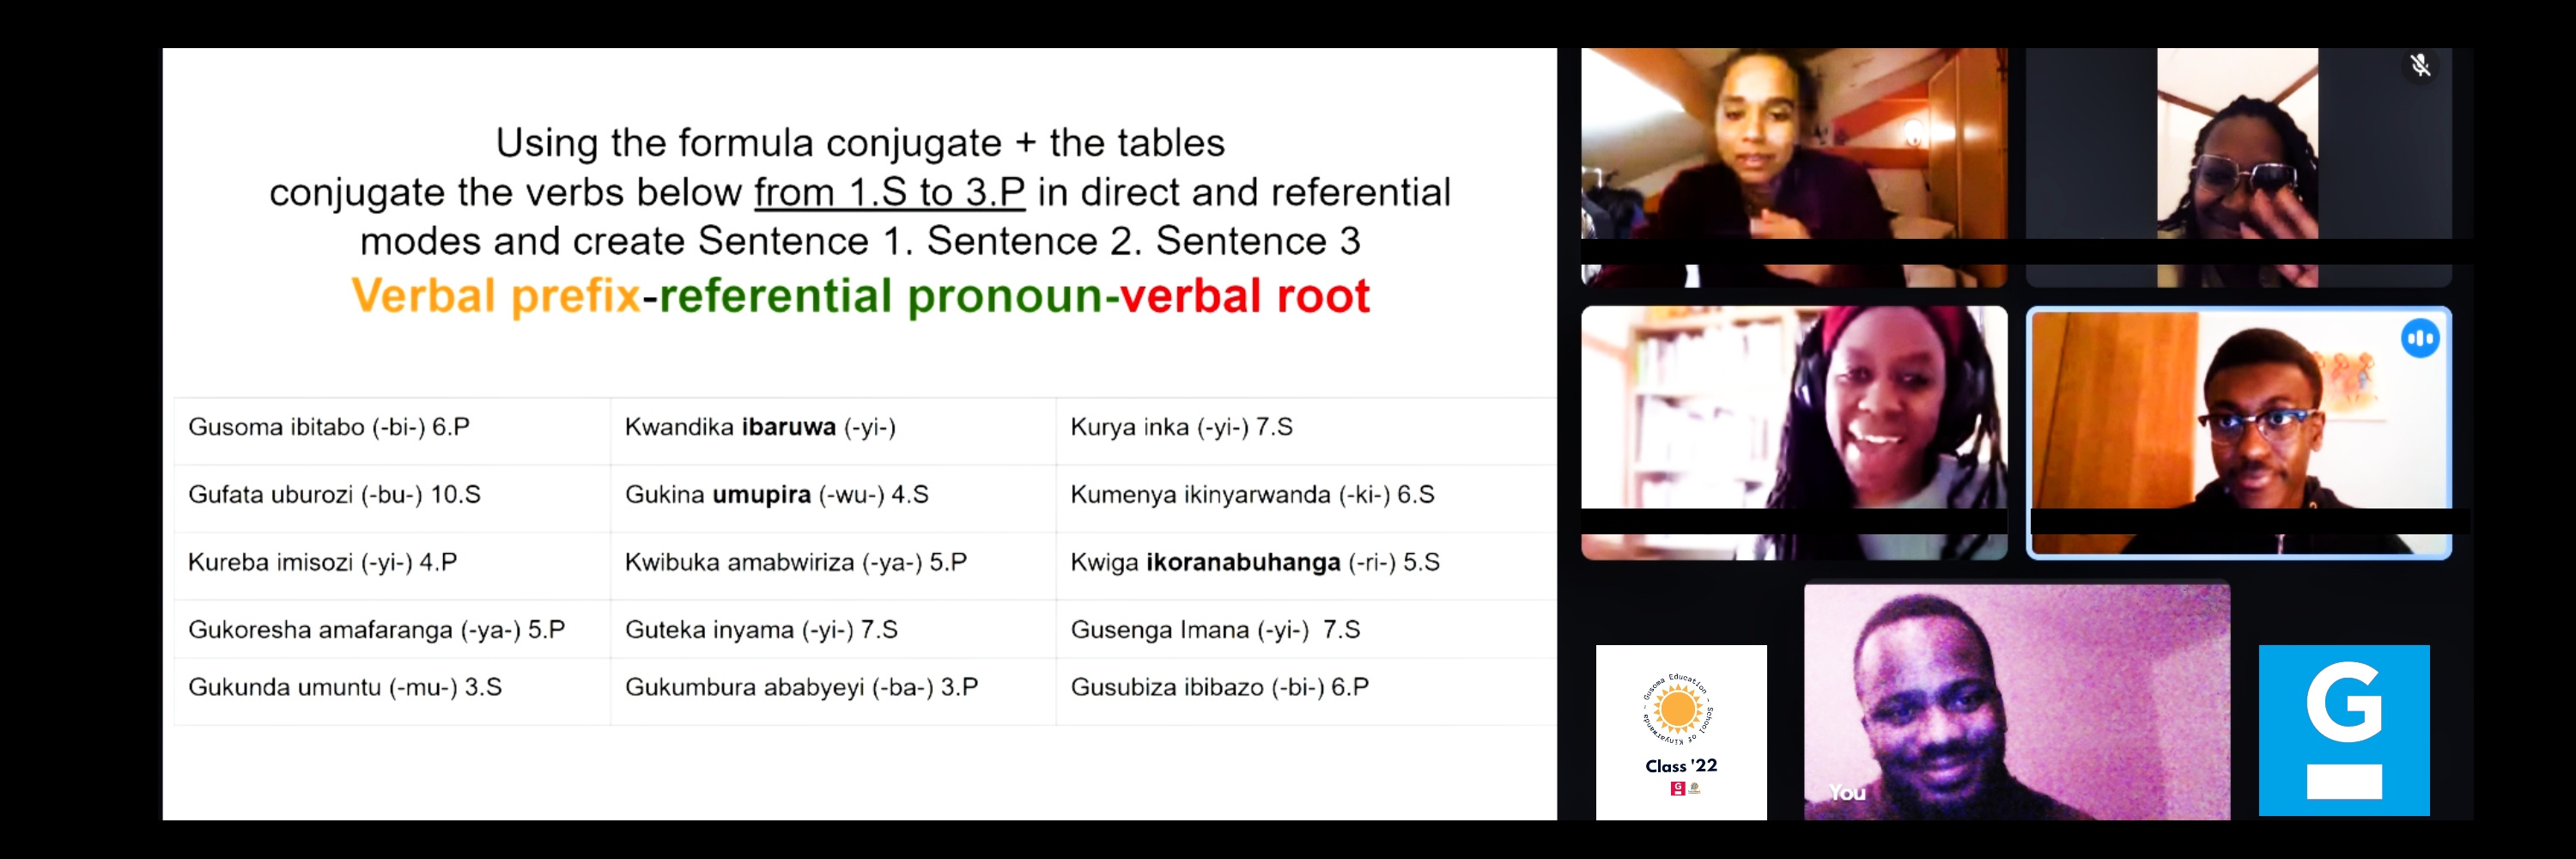 Using the formula conjugate + the tables
conjugate the verbs below from 1.S to 3.P in direct and referential
modes and create Sentence 1. Sentence 2. Sentence 3
Verbal prefix-referential pronoun-verbal root
Gusoma ibitabo (-bi-) 6.P
Kwandika ibaruwa (-yi-)
Kurya inka (-yi-) 7.S
Gufata uburozi (-bu-) 10.S
Gukina umupira (-wu-) 4.S
Kumenya ikinyarwanda (-ki-) 6.S
Kureba imisozi (-yi-) 4.P
Kwibuka amabwiriza (-ya-) 5.P
Kwiga ikoranabuhanga (-ri-) 5.S
Gukoresha amafaranga (-ya-) 5.P
Guteka inyama (-yi-) 7.S
Gusenga Imana (-yi-) 7.S
Gukunda umuntu (-mu-) 3.S
Gukumbura ababyeyi (-ba-) 3.P
Gusubiza ibibazo (-bi-) 6.P
Gusoma Education - School of Kinyarwanda -
Class '22
G
You
G